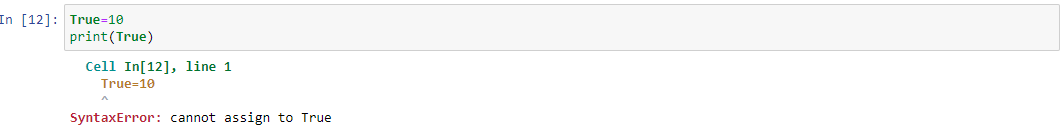 In [12]: True=10
print(True)
Cell In[12], line 1
True=10
^
SyntaxError: cannot assign to True